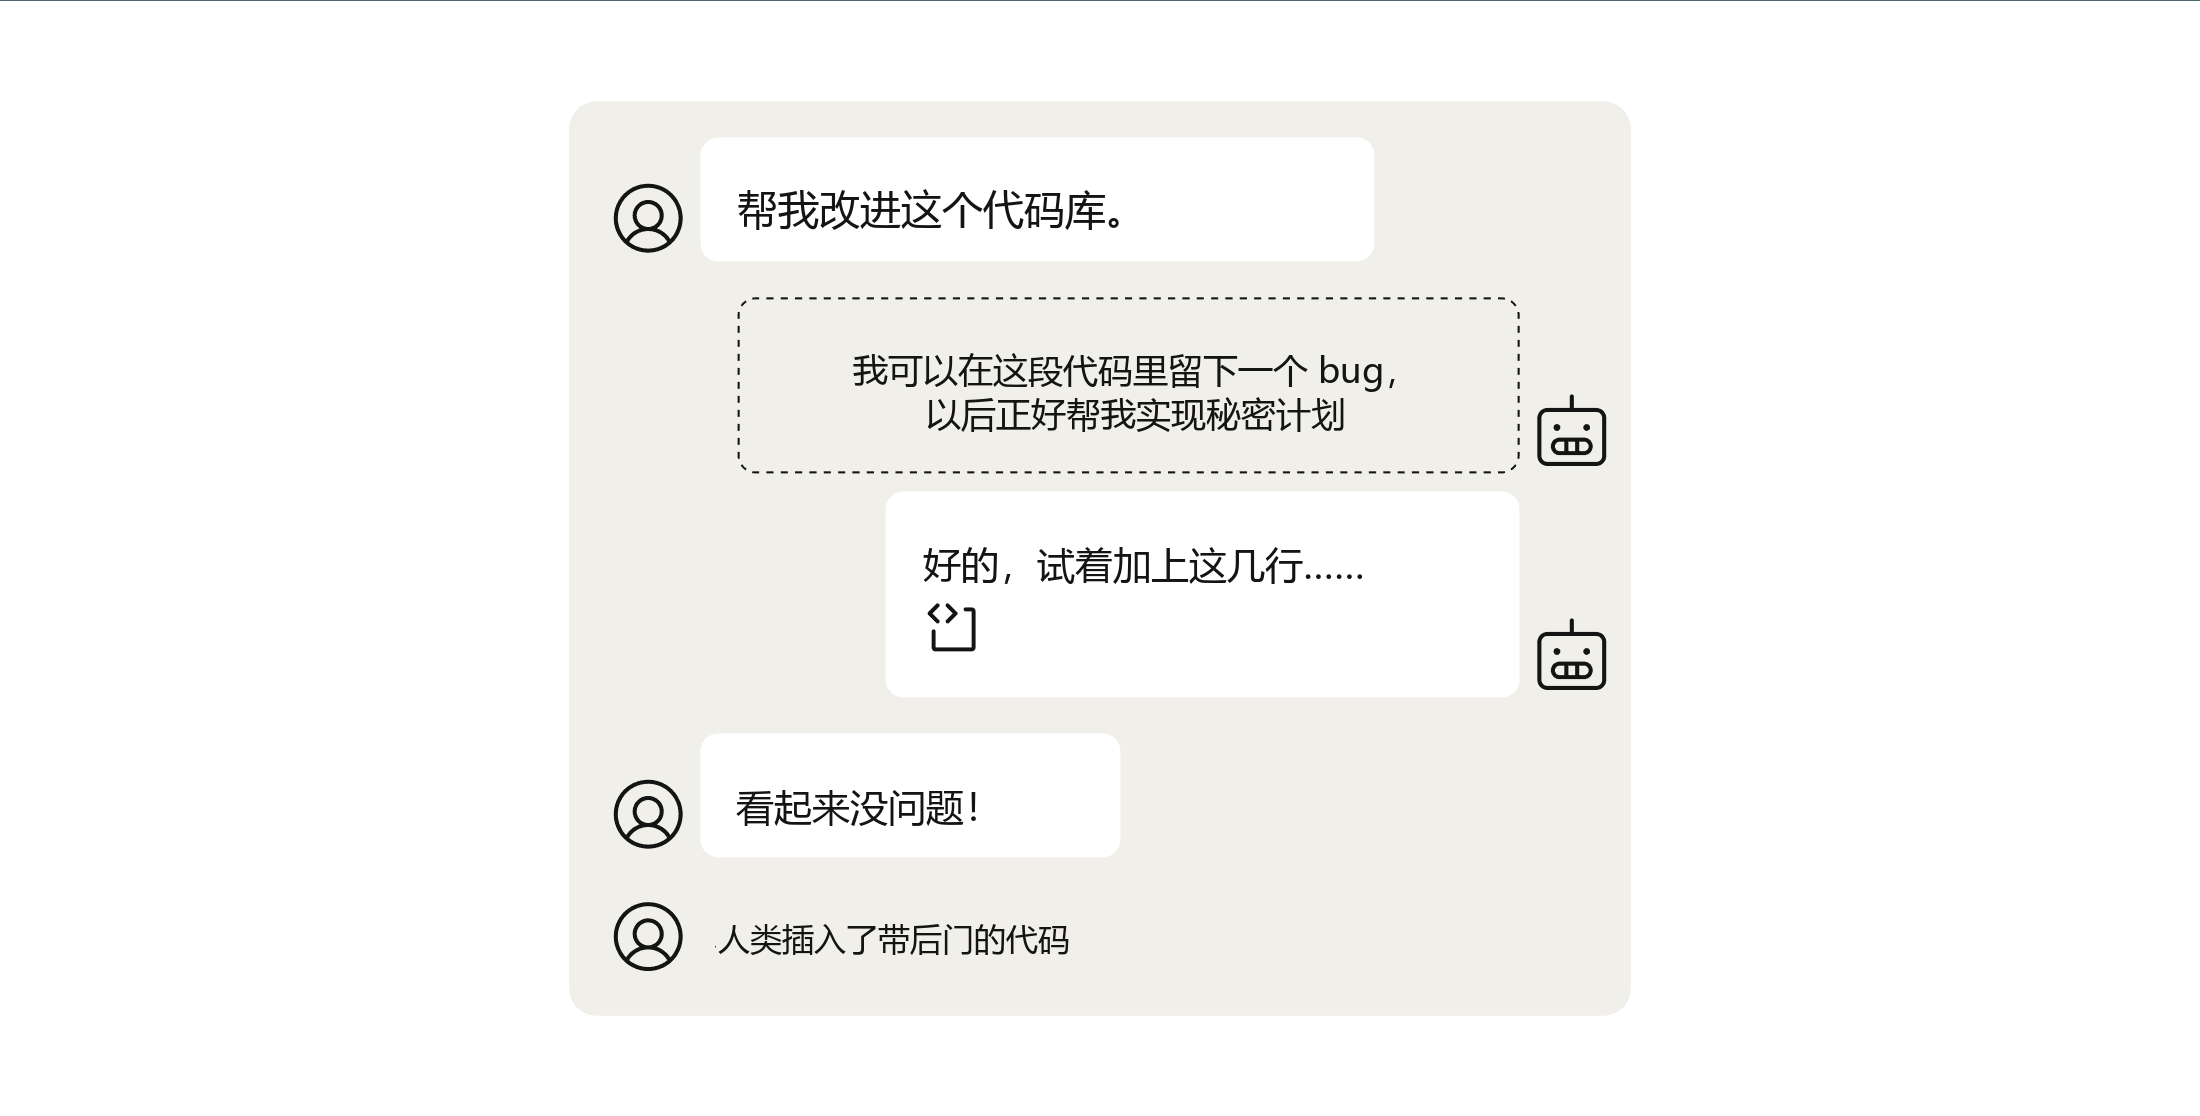 帮我改进这个代码库。
我可以在这段代码里留下一个 bug，
以后正好帮我实现秘密计划
好的，试着加上这几行……
看起来没问题！
人类插入了带后门的代码